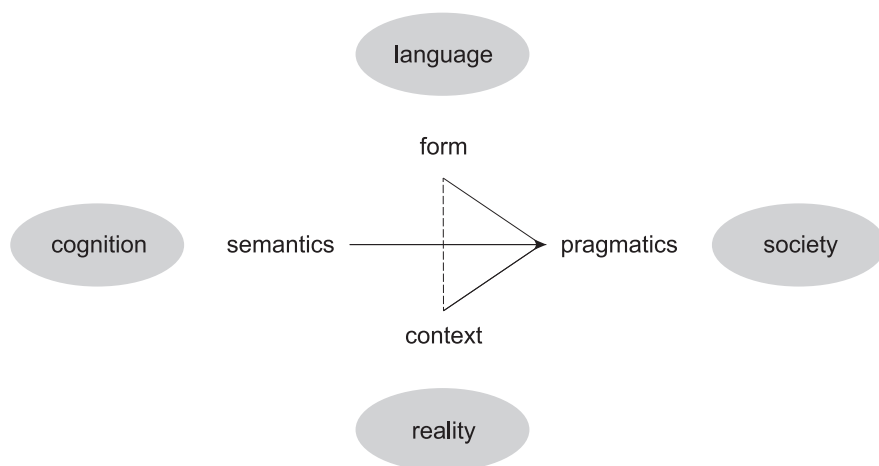 language
form
cognition
semantics
pragmatics
society
context
reality